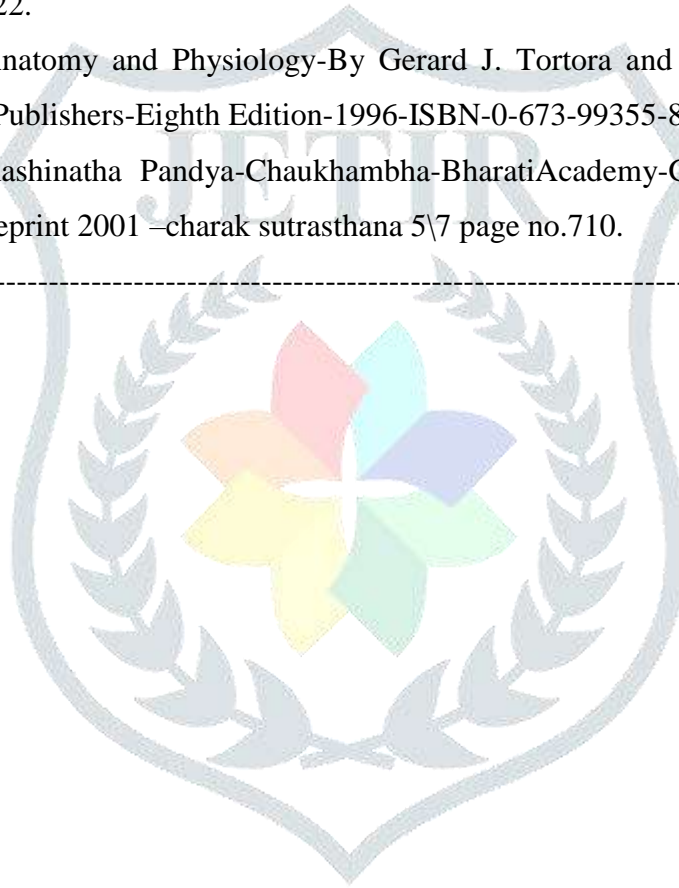 22.
natomy and Physiology-By Gerard J. Tortora and
Publishers-Eighth Edition-1996-ISBN-0-673-99355-8
ashinatha Pandya-Chaukhambha-BharatiAcademy-G
eprint 2001 –charak sutrasthana 5\7 page no.710.
JETIR